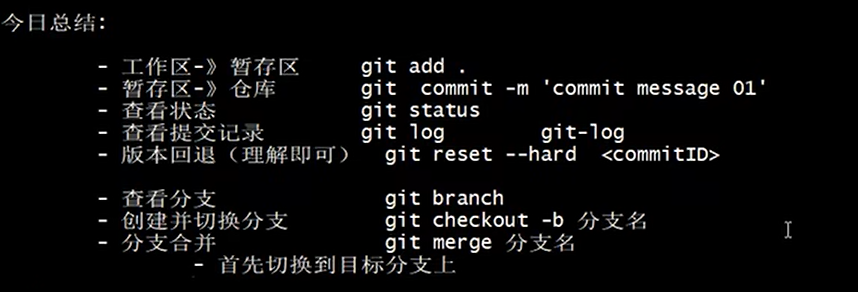 今日总结:
- 工作区-》暂存区 git add .
- 暂存区-》仓库 git commit -m 'commit message 01'
- 查看状态 git status
- 查看提交记录 git log git-log
- 版本回退（理解即可） git reset --hard <commitID>
- 查看分支 git branch
- 创建并切换分支 git checkout -b 分支名
- 分支合并 git merge 分支名
- 首先切换到目标分支上